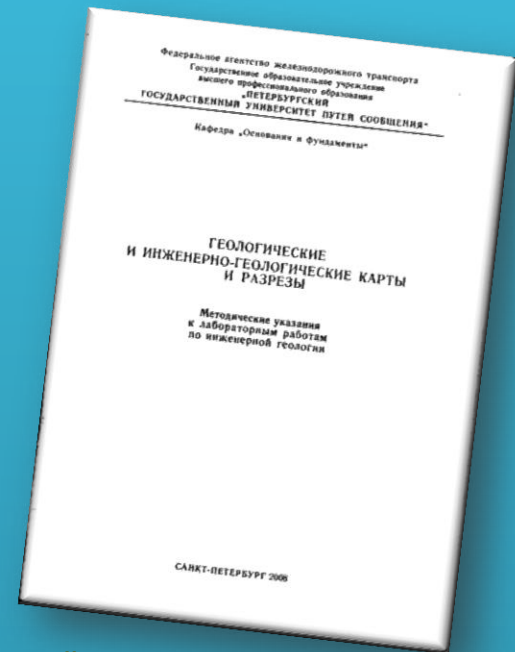 Федеральное агентство железнодорожного транспорта
Государственное образовательное учреждение
высшего профессионального образования
„ПЕТЕРБУРГСКИЙ
ГОСУДАРСТВЕННЫЙ УНИВЕРСИТЕТ ПУТЕЙ СООБЩЕНИЯ“
Кафедра „Основания и фундаменты“
ГЕОЛОГИЧЕСКИЕ
И ИНЖЕНЕРНО-ГЕОЛОГИЧЕСКИЕ КАРТЫ
И РАЗРЕЗЫ
Методические указания
к лабораторным работам
по инженерной геологии
САНКТ-ПЕТЕРБУРГ 2008